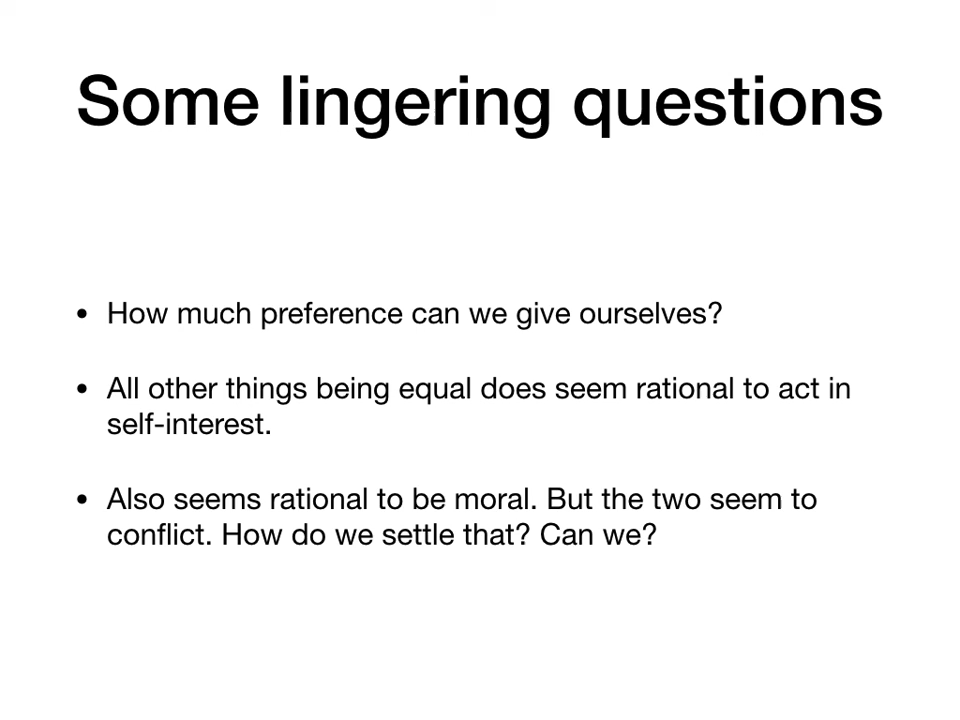 Some lingering questions
• How much preference can we give ourselves?
• All other things being equal does seem rational to act in
self-interest.
• Also seems rational to be moral. But the two seem to
conflict. How do we settle that? Can we?